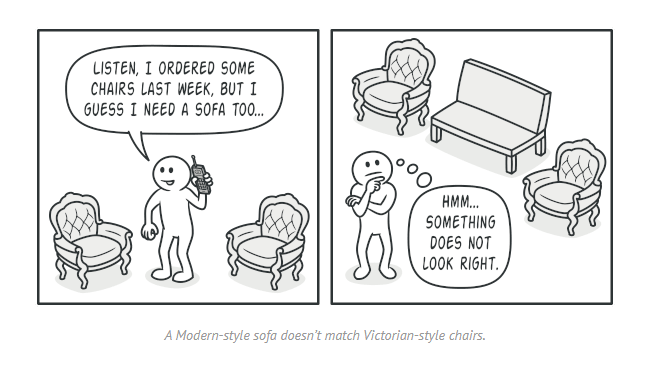 LISTEN, I ORDERED SOME
CHAIRS LAST WEEK, BUT I
GUESS I NEED A SOFA TOO...
HMM...
SOMETHING
DOES NOT
LOOK RIGHT.
A Modern-style sofa doesn't match Victorian-style chairs.